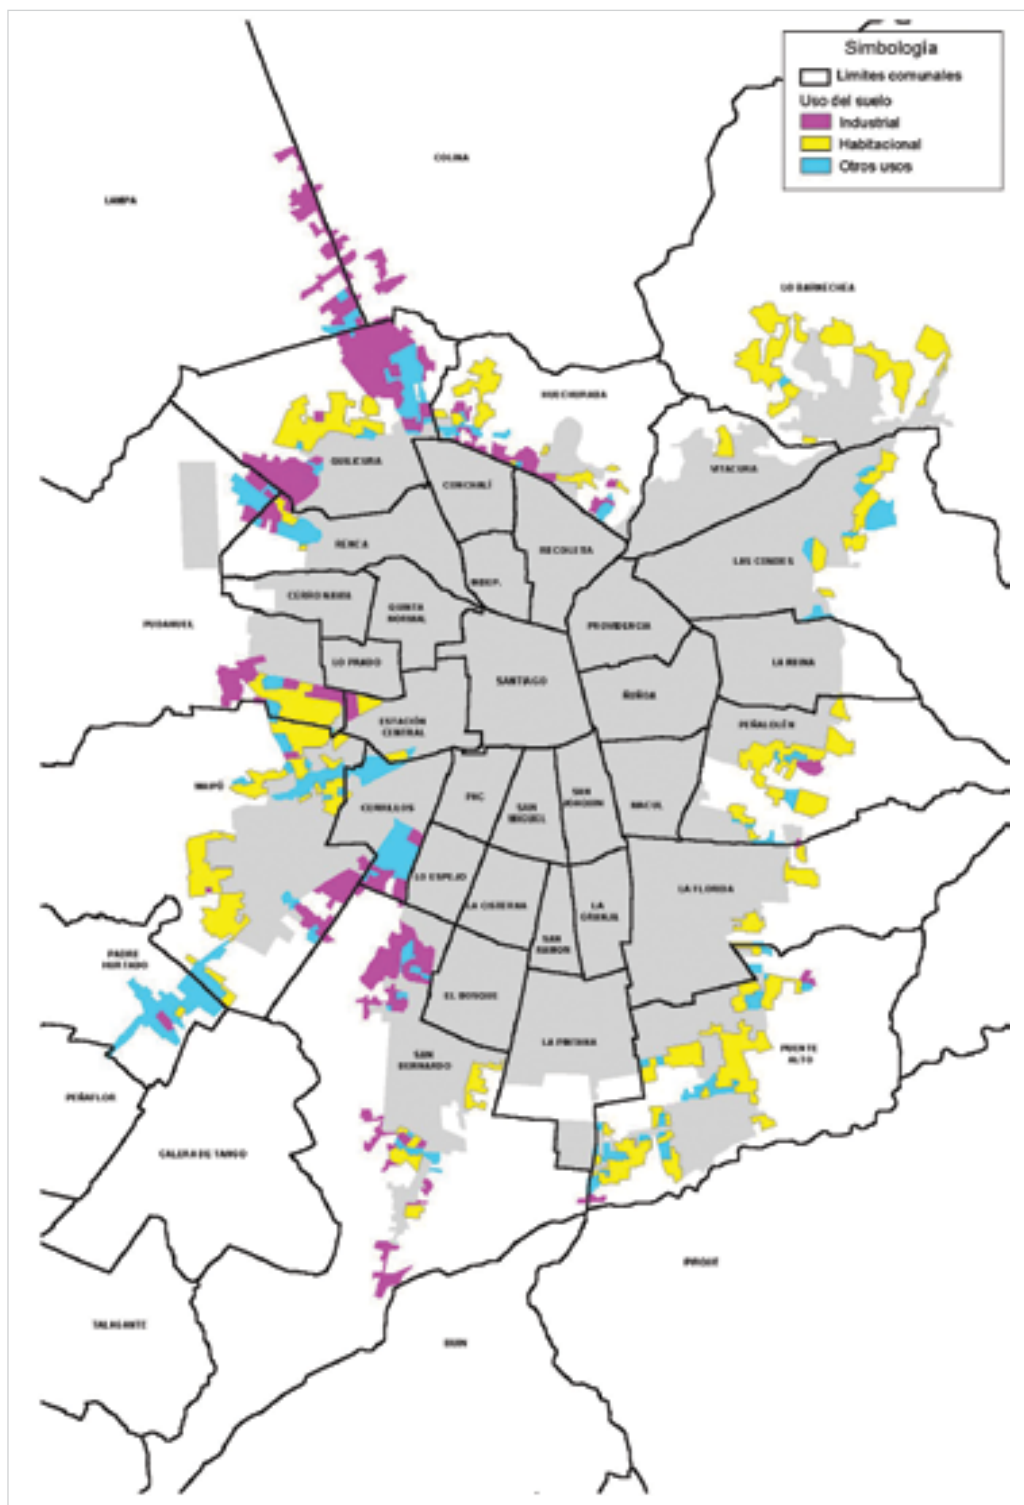 Simbología
Limites comunales
Uso del suelo
Industrial
Habitacional
Otros usos
COLINA
LAMPA
LO BARNECHEA
HUECHURABA
QUILICURA
VITACURA
CONCHALÍ
RENCA
RECOLETA
LAS CONDES
INDEP.
CERRO NAVIA
QUINTA
NORMAL
PUDAHUEL
PROVIDENCIA
LO PRADO
LA REINA
SANTIAGO
ÑUÑOA
ESTACIÓN
CENTRAL
PEÑALOLÉN
MAIPÚ
CERRILLOS
PAC
SAN
MIGUEL
SAN
JOAQUIN
MACUL
LO ESPEJO
LA FLORIDA
LA CISTERNA
LA
GRANJA
SAN
RAMON
PADRE
HURTADO
EL BOSQUE
LA PINTANA
PUENTE
ALTO
SAN
BERNARDO
PEÑAFLOR
CALERA DE TANGO
PIRQUE
TALAGANTE
BUIN